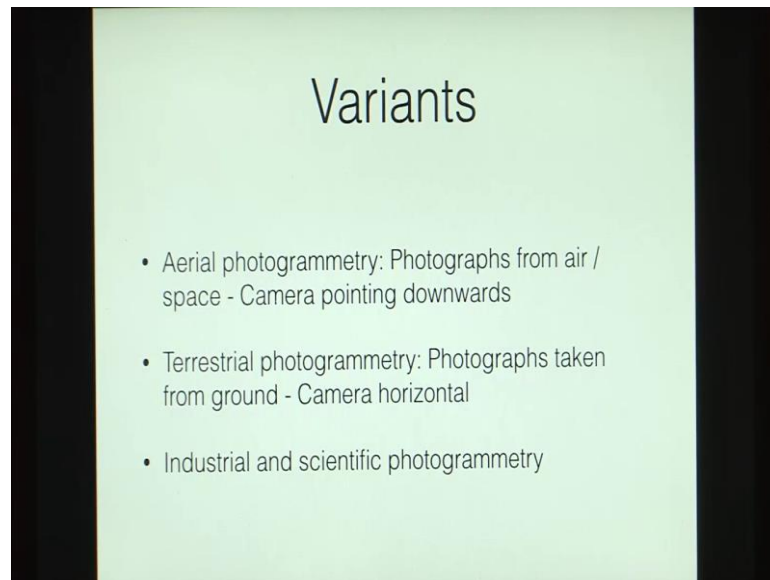 Variants
• Aerial photogrammetry: Photographs from air /
space - Camera pointing downwards
• Terrestrial photogrammetry: Photographs taken
from ground - Camera horizontal
• Industrial and scientific photogrammetry